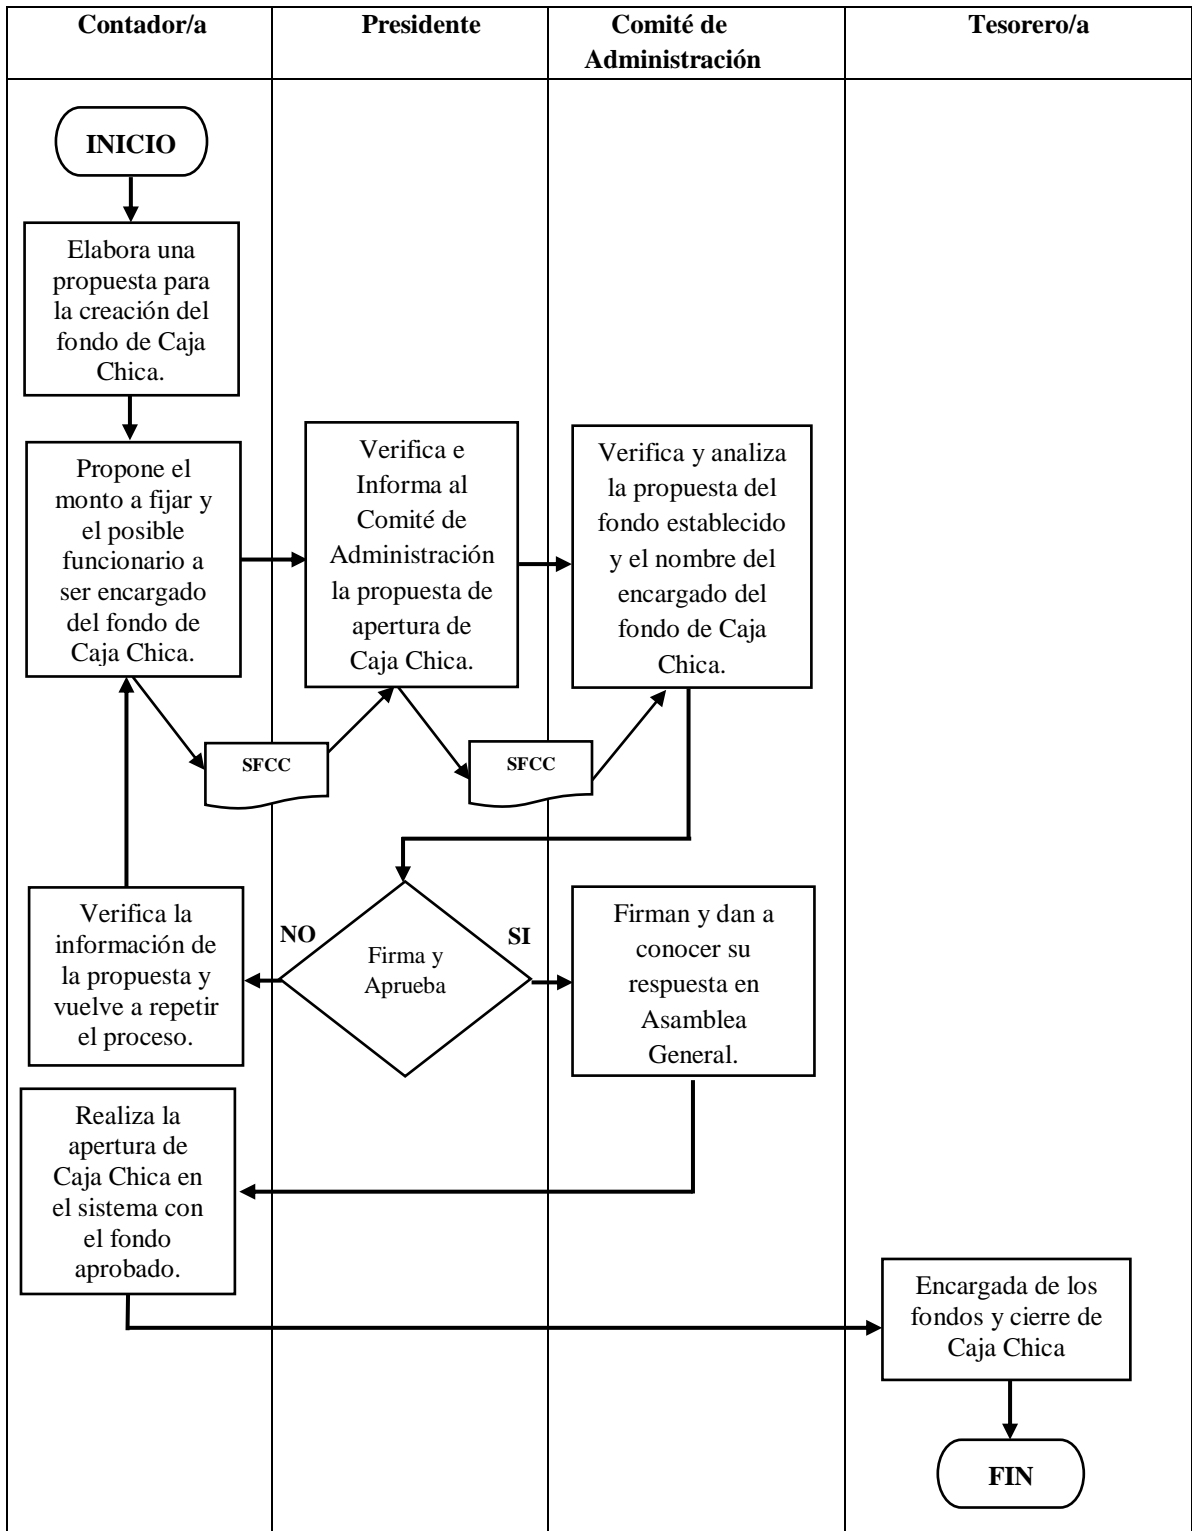 Contador/a
Presidente
Comité de
Administración
Tesorero/a
INICIO
Elabora una
propuesta para
la creación del
fondo de Caja
Chica.
Propone el
monto a fijar y
el posible
funcionario a
ser encargado
del fondo de
Caja Chica.
Verifica e
Informa al
Comité de
Administración
la propuesta de
apertura de
Caja Chica.
Verifica y analiza
la propuesta del
fondo establecido
y el nombre del
encargado del
fondo de Caja
Chica.
SFCC
SFCC
Verifica la
información de
la propuesta y
vuelve a repetir
el proceso.
NO
Firma y
Aprueba
SI
Firman y dan a
conocer su
respuesta en
Asamblea
General.
Realiza la
apertura de
Caja Chica en
el sistema con
el fondo
aprobado.
Encargada de los
fondos y cierre de
Caja Chica
FIN